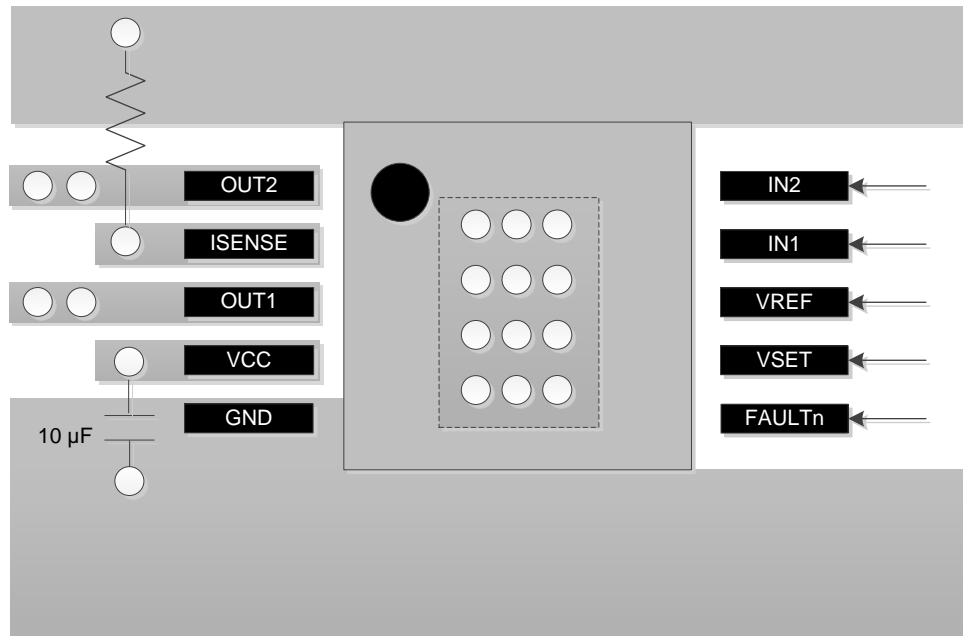 OUT2
ISENSE
OUT1
VCC
GND
10 µF
IN2
IN1
VREF
VSET
FAULTn